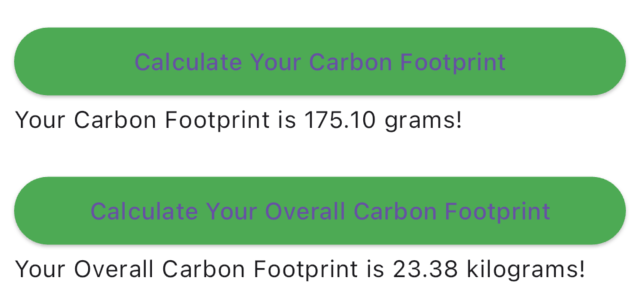 Calculate Your Carbon Footprint
Your Carbon Footprint is 175.10 grams!
Calculate Your Overall Carbon Footprint
Your Overall Carbon Footprint is 23.38 kilograms!